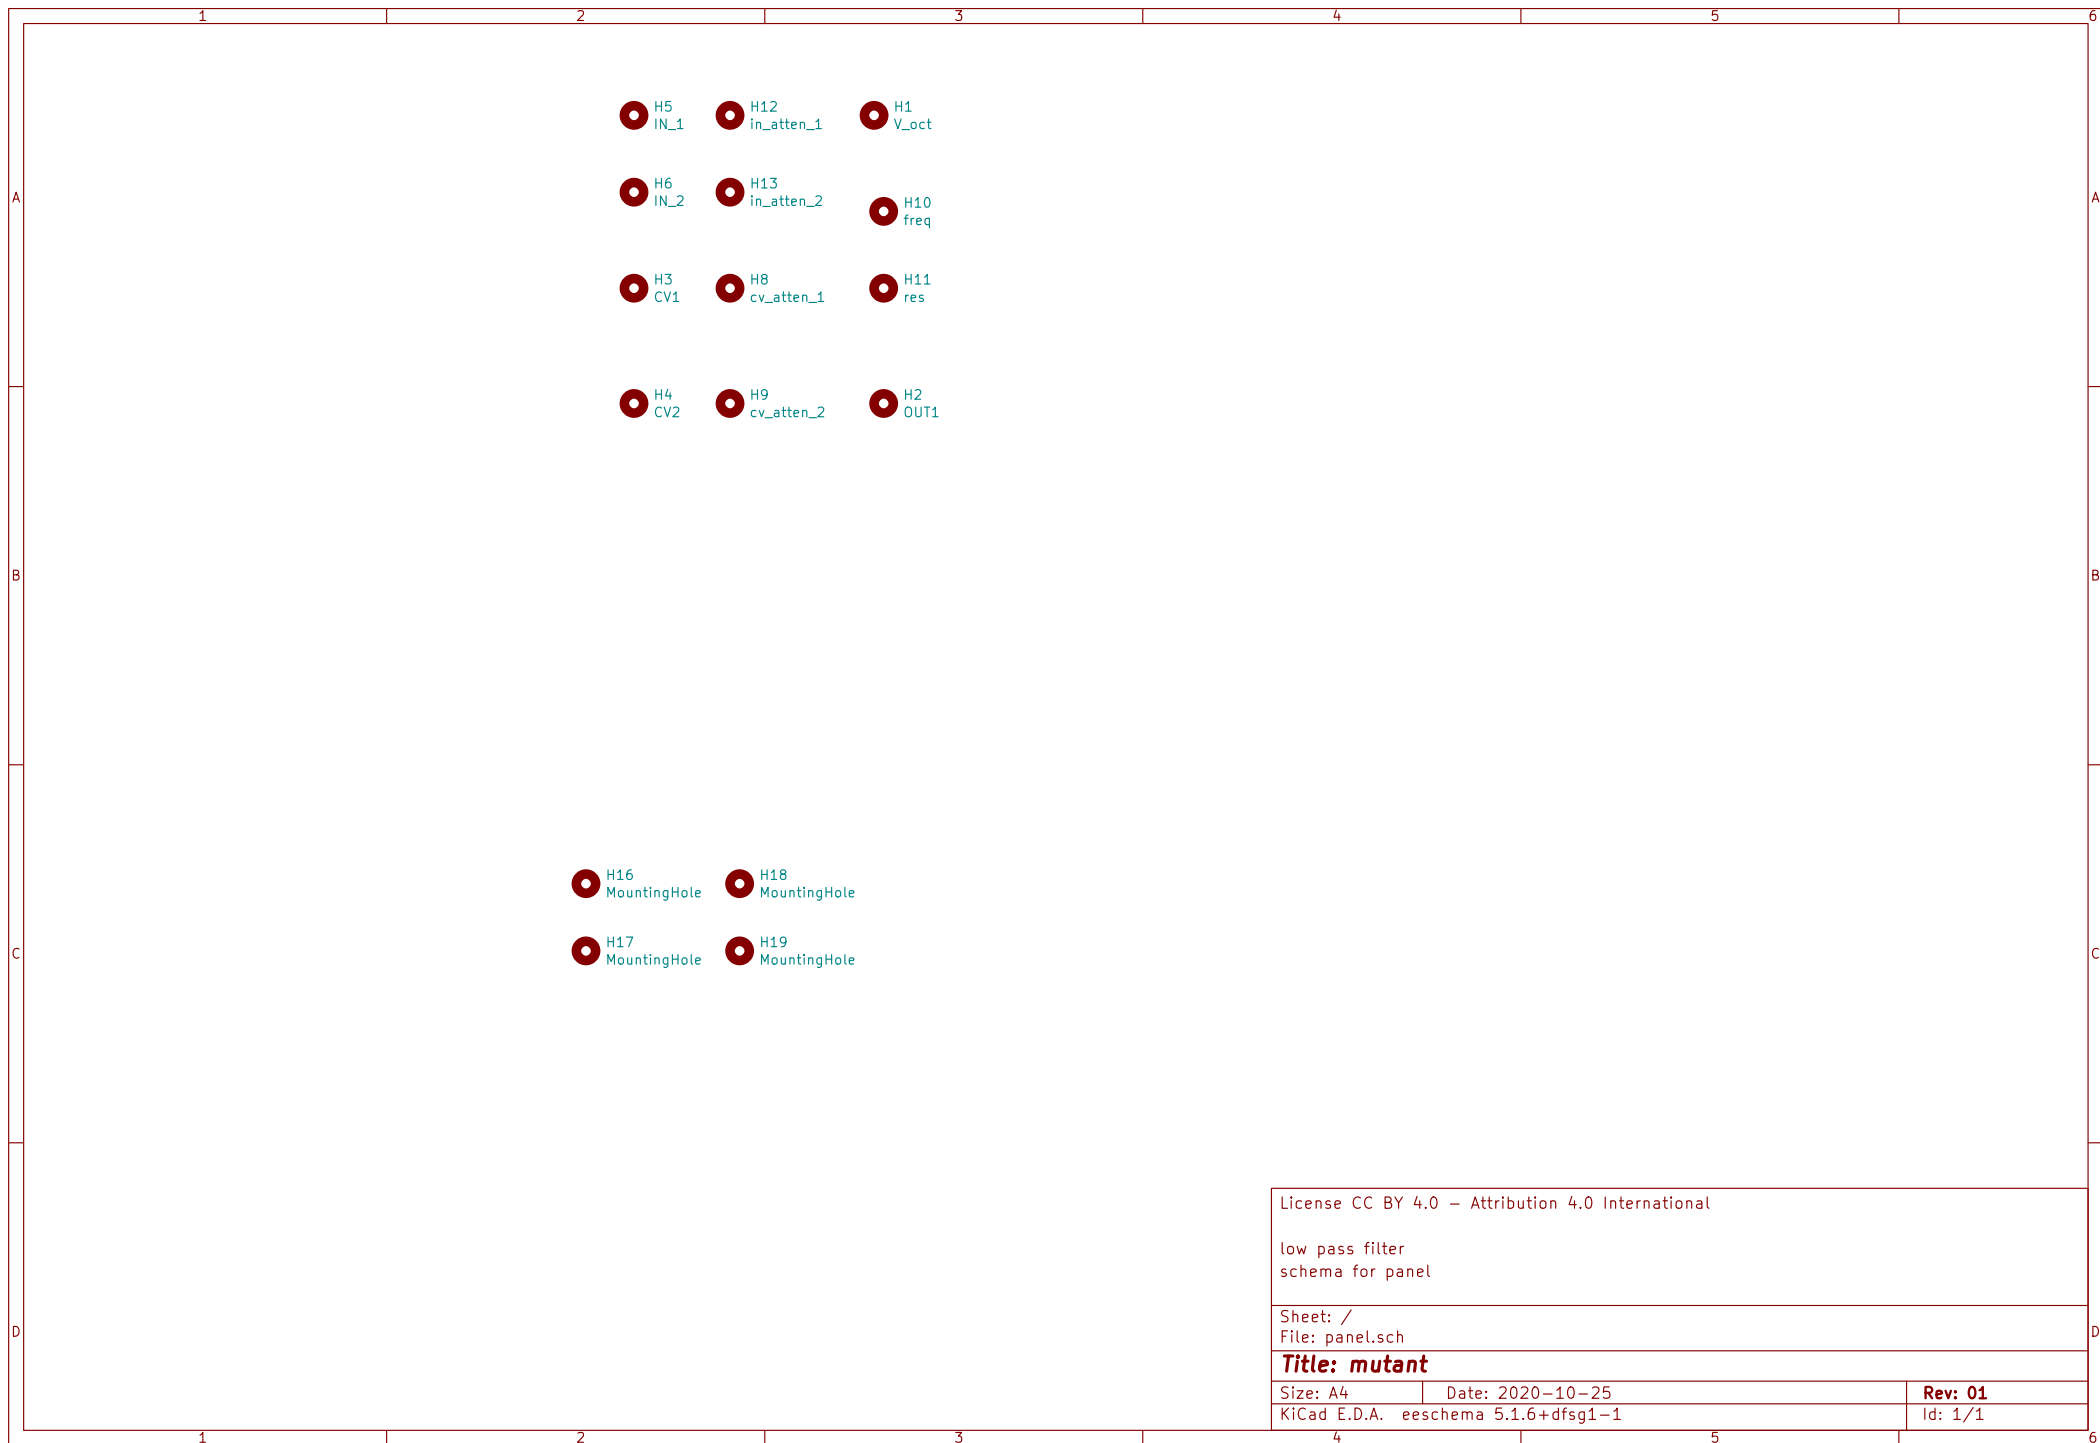 1 2 3 4 5 6
H5 H12 H1
IN_1 in_atten_1 V_oct
H6 H13
IN_2 in_atten_2
A A
H10
freq
H3 H8 H11
CV1 cv_atten_1 res
H4 H9 H2
CV2 cv_atten_2 OUT1
B B
H16 H18
MountingHole MountingHole
H17 H19
MountingHole MountingHole
C C
License CC BY 4.0 - Attribution 4.0 International
low pass filter
schema for panel
Sheet: /
File: panel.sch
D D
Title: mutant
Size: A4 Date: 2020-10-25 Rev: 01
KiCad E.D.A. eeschema 5.1.6+dfsg1-1 Id: 1/1
1 2 3 4 5 6